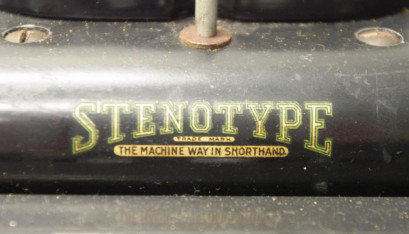 STENOTYPE
TRADE MARK
THE MACHINE WAY IN SHORTHAND